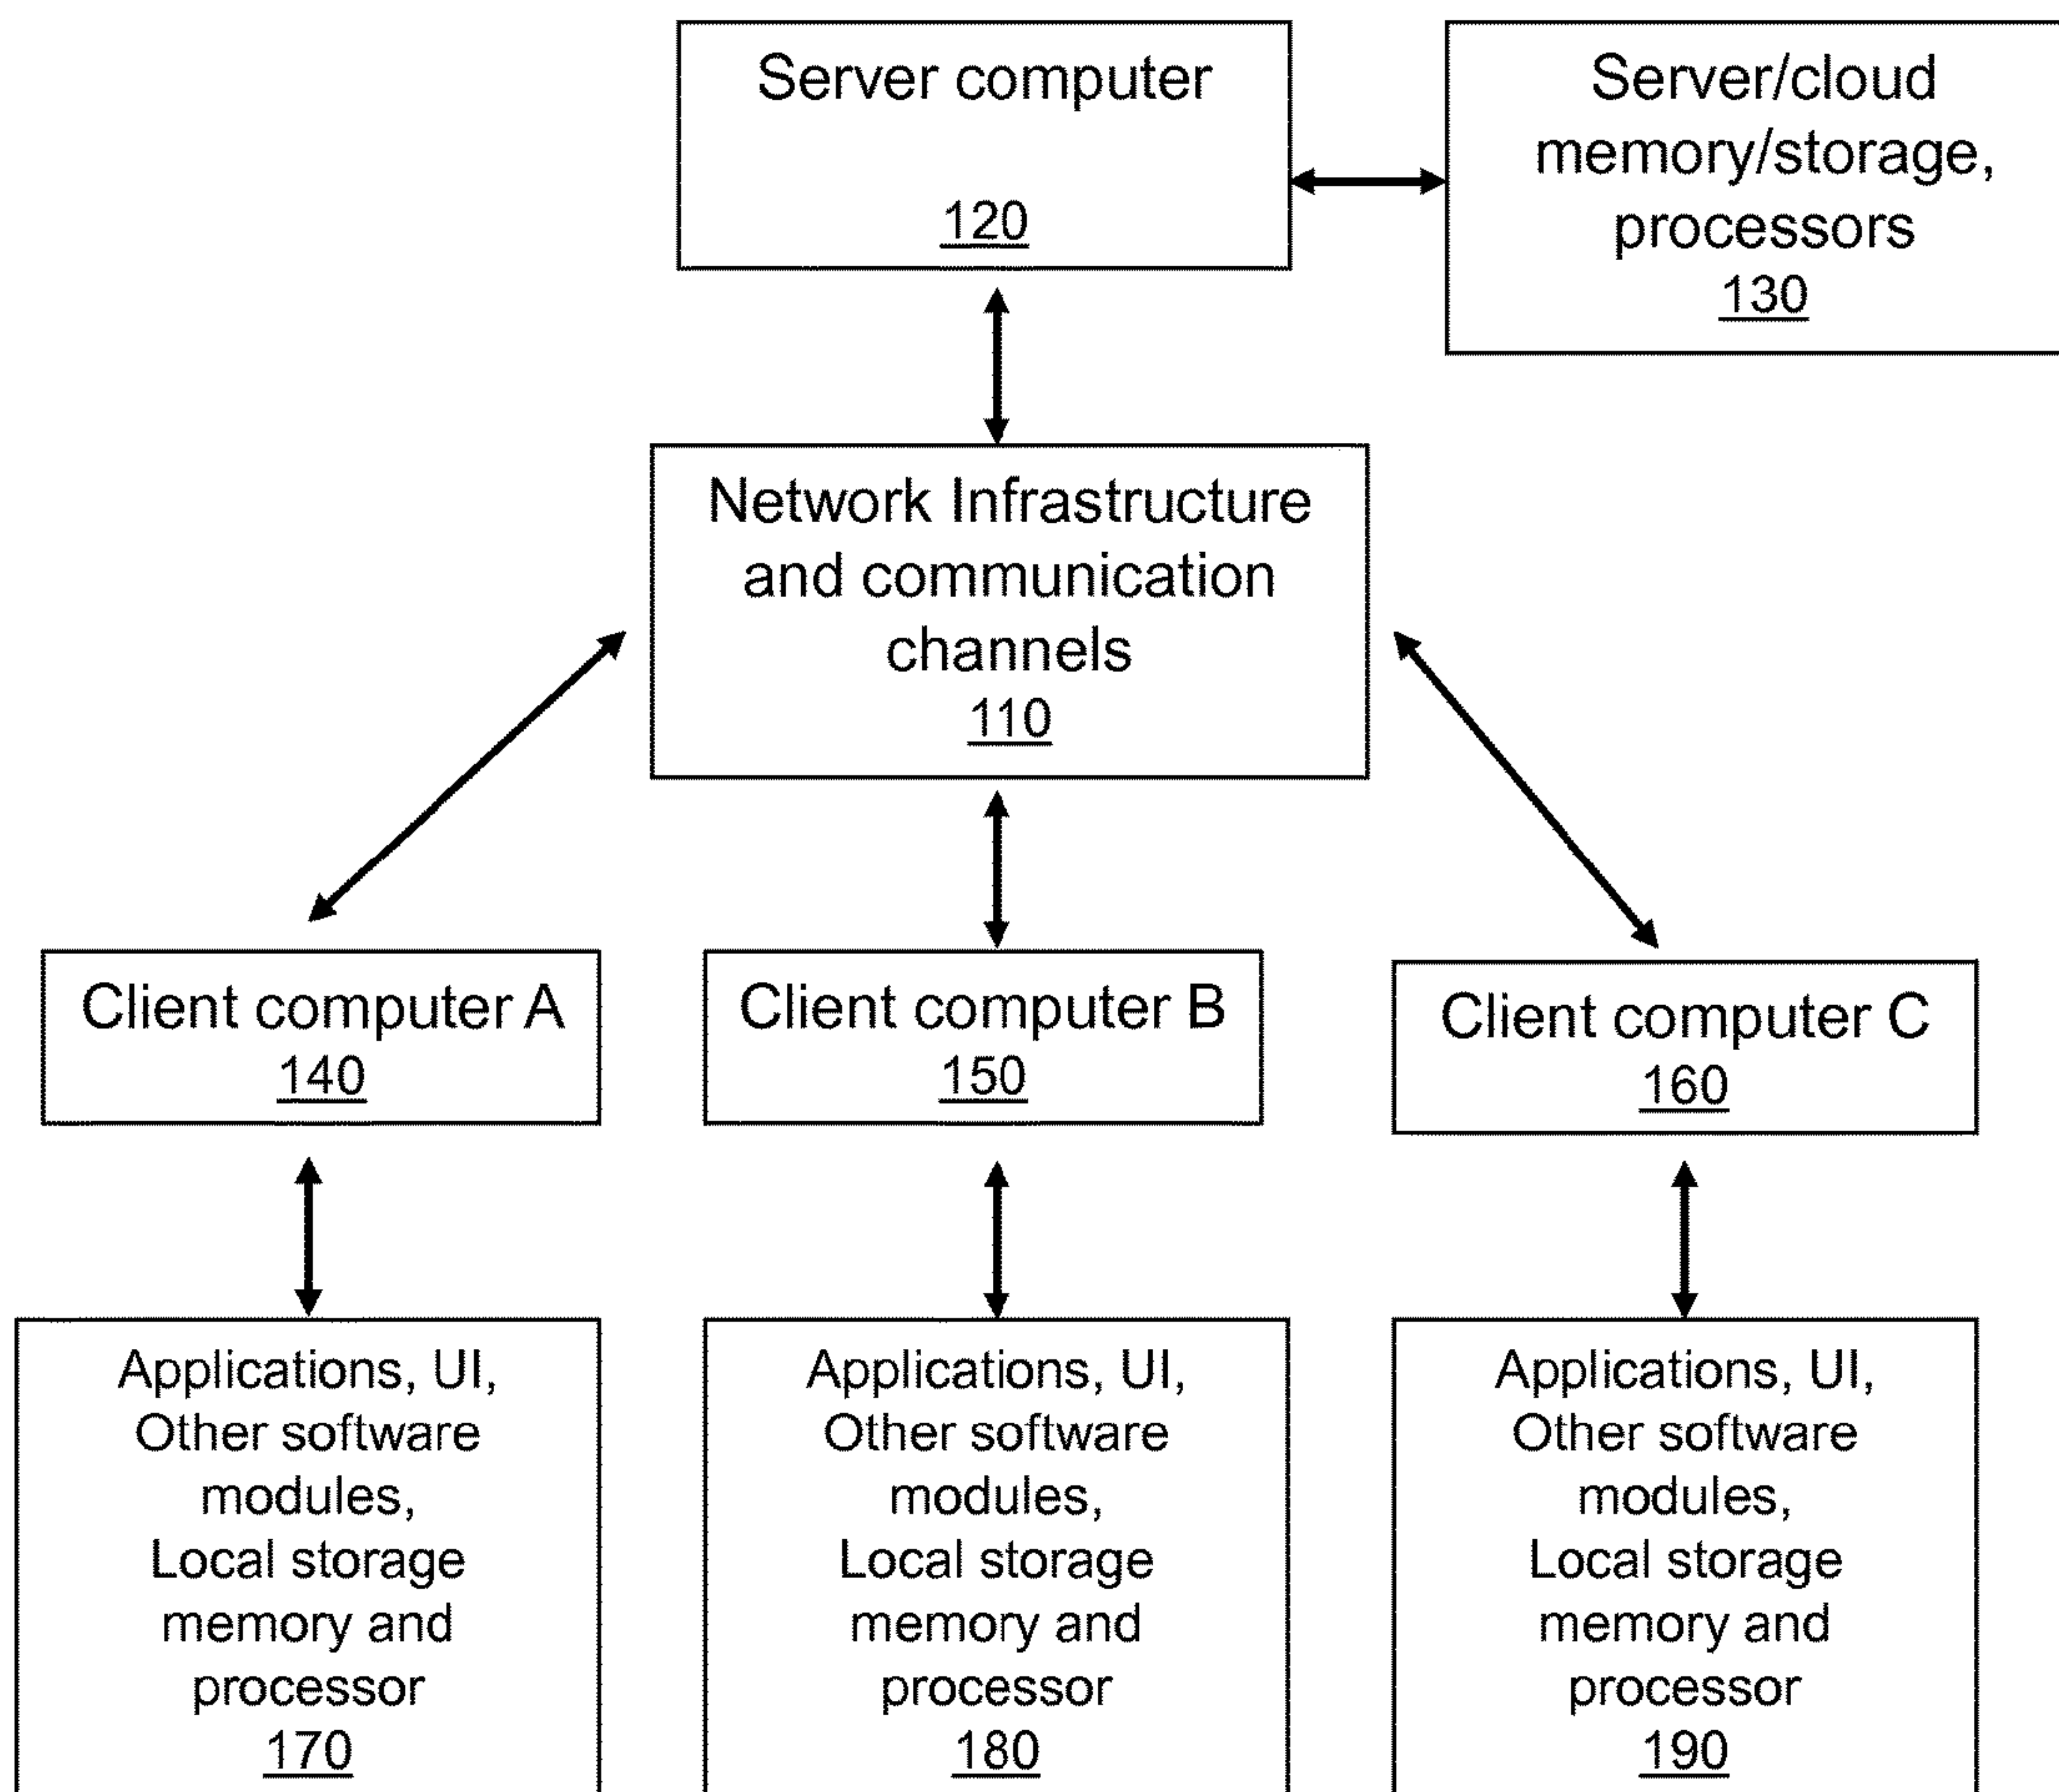 Server computer
120
Server/cloud
memory/storage,
processors
130
Network Infrastructure
and communication
channels
110
Client computer A
140
Client computer B
150
Client computer C
160
Applications, UI,
Other software
modules,
Local storage
memory and
processor
170
Applications, UI,
Other software
modules,
Local storage
memory and
processor
180
Applications, UI,
Other software
modules,
Local storage
memory and
processor
190